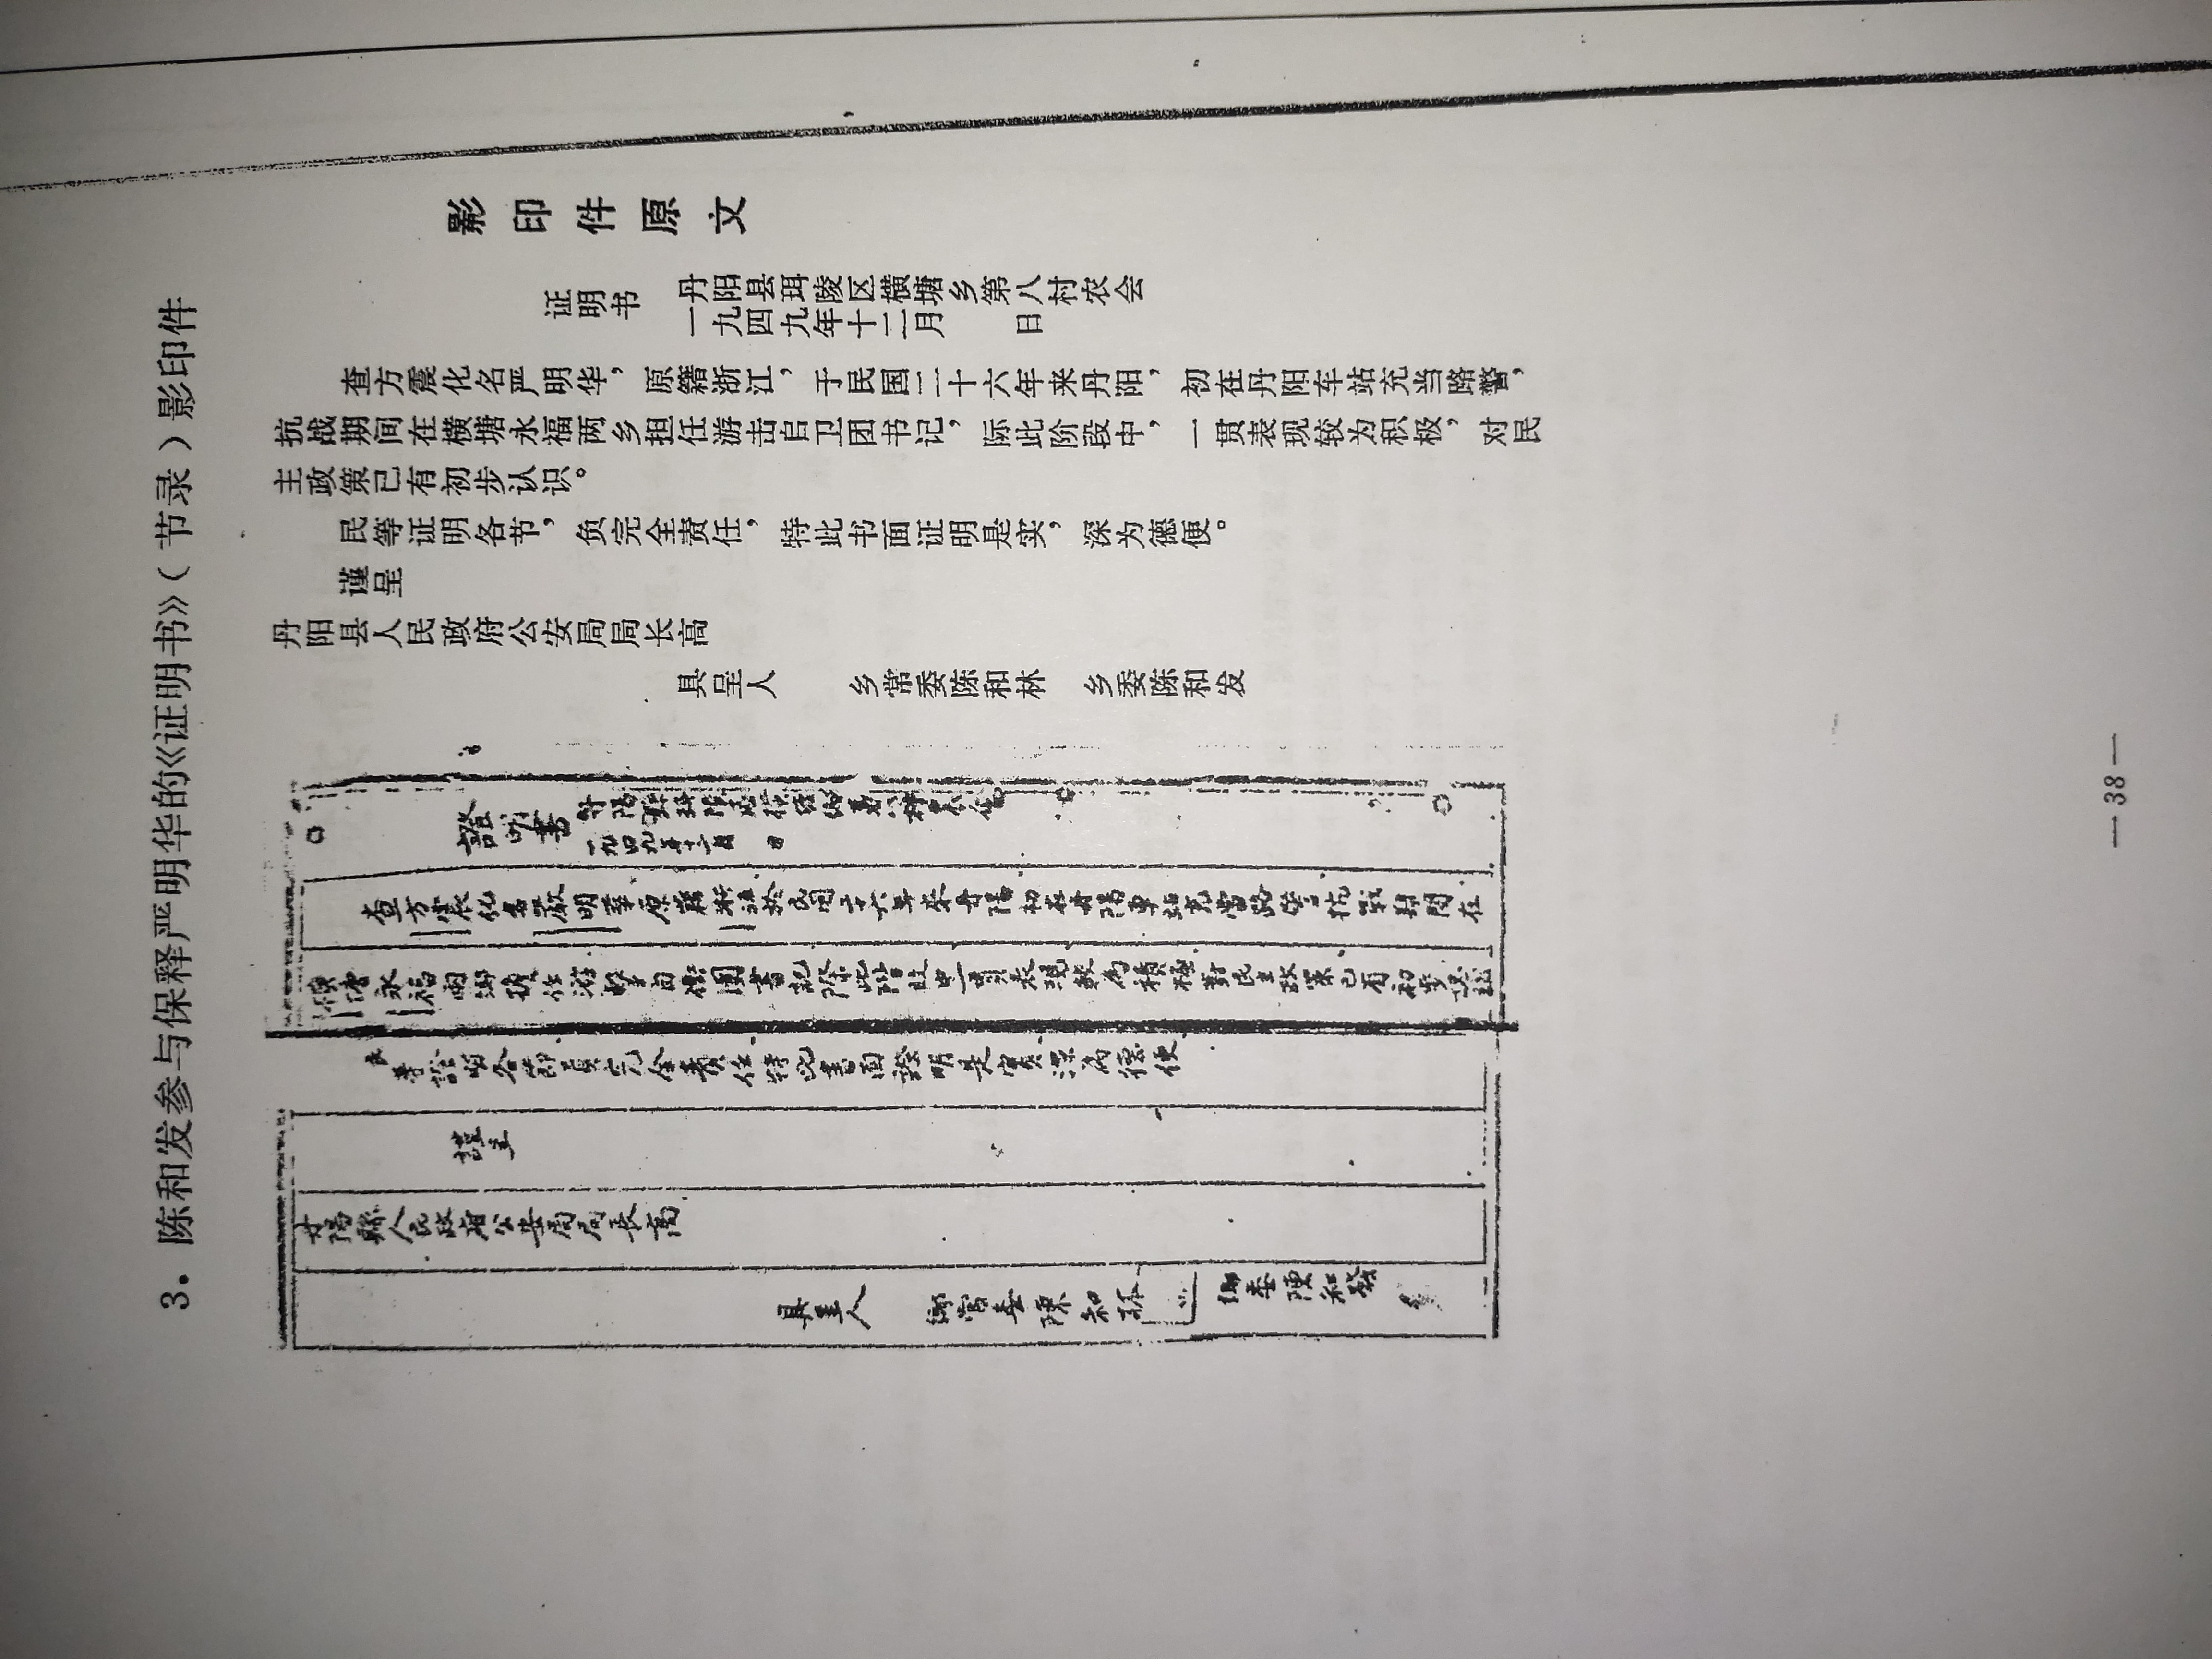 3．陈和发参与保释严明华的《证明书》（节录）影印件
影印件原文
证明书
丹阳县珥陵区横塘乡第八村农会
一九四九年十二月 日
查方震化名严明华，原籍浙江，于民国二十六年来丹阳，初在丹阳车站充当路警，
抗战期间在横塘永福两乡担任游击自卫团书记，际此阶段中，一贯表现较为积极，对民
主政策已有初步认识。
民等证明各节，负完全责任，特此书面证明是实，深为德便。
谨呈
丹阳县人民政府公安局局长高
具呈人 乡常委陈和林 乡委陈和发
證明書
丹陽縣珥陵區橫塘鄉第八村農會
一九四九年十二月 日
查方震化名嚴明華原籍浙江於民國二十六年來丹陽初在丹陽車站充當路警抗戰期間在
橫塘永福兩鄉擔任游擊自衛團書記際此階段中一貫表現較為積極對民主政策已有初步認識
民等證明各節負完全責任特此書面證明是實深為德便
謹呈
丹陽縣人民政府公安局局長高
具呈人 鄉常委陳和林 鄉委陳和發
— 38 —